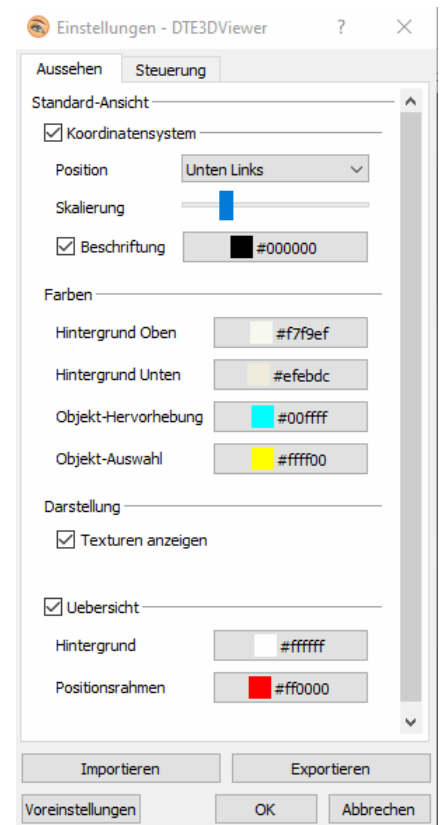 Einstellungen - DTE3DViewer ?
Aussehen Steuerung
Standard-Ansicht
Koordinatensystem
Position Unten Links
Skalierung
Beschriftung #000000
Farben
Hintergrund Oben #f7f9ef
Hintergrund Unten #efebdc
Objekt-Hervorhebung #00ffff
Objekt-Auswahl #ffff00
Darstellung
Texturen anzeigen
Uebersicht
Hintergrund #ffffff
Positionsrahmen #ff0000
Importieren Exportieren
Voreinstellungen OK Abbrechen